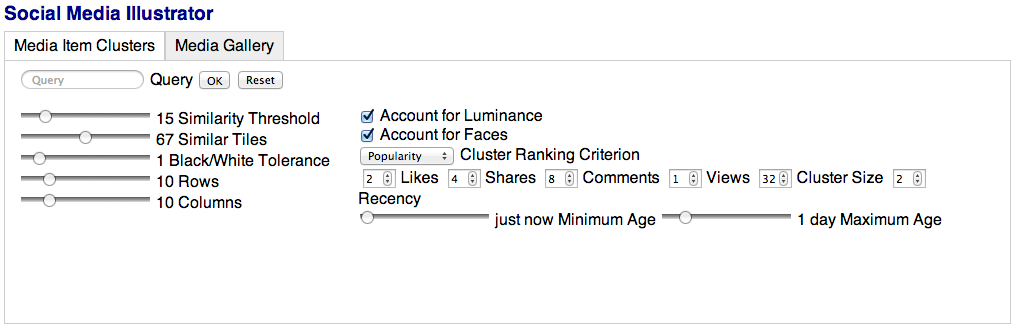 Social Media Illustrator
Media Item Clusters Media Gallery
Query Query OK Reset
15 Similarity Threshold
67 Similar Tiles
1 Black/White Tolerance
10 Rows
10 Columns
Account for Luminance
Account for Faces
Popularity Cluster Ranking Criterion
2 Likes 4 Shares 8 Comments 1 Views 32 Cluster Size 2
Recency
just now Minimum Age 1 day Maximum Age